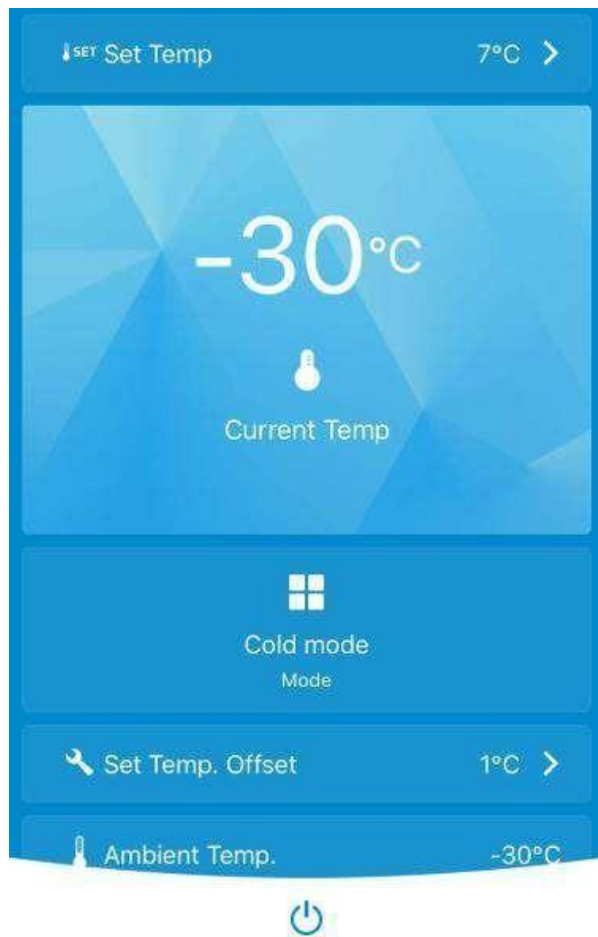 SET Set Temp 7°C
-30°C
Current Temp
Cold mode
Mode
Set Temp. Offset 1°C
Ambient Temp. -30°C